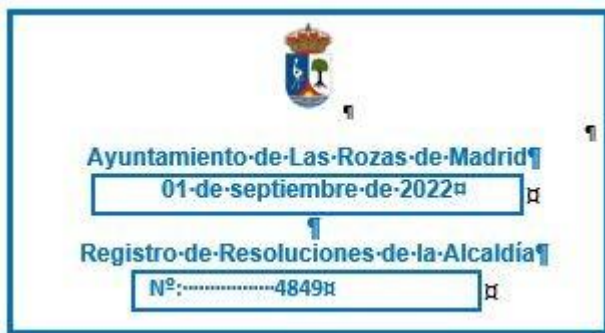 ¶
¶
Ayuntamiento·de·Las·Rozas·de·Madrid¶
01·de·septiembre·de·2022¤
¤
¶
Registro·de·Resoluciones·de·la·Alcaldía¶
Nº:··················4849¤
¤